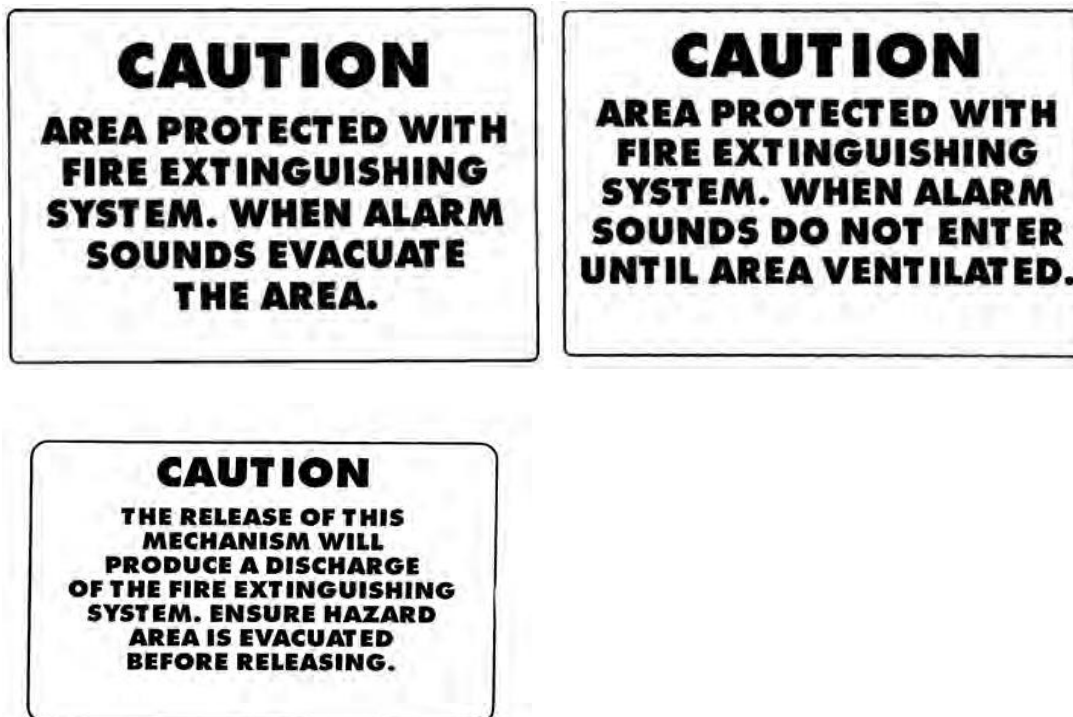 CAUTION
AREA PROTECTED WITH
FIRE EXTINGUISHING
SYSTEM. WHEN ALARM
SOUNDS EVACUATE
THE AREA.
CAUTION
AREA PROTECTED WITH
FIRE EXTINGUISHING
SYSTEM. WHEN ALARM
SOUNDS DO NOT ENTER
UNTIL AREA VENTILATED.
CAUTION
THE RELEASE OF THIS
MECHANISM WILL
PRODUCE A DISCHARGE
OF THE FIRE EXTINGUISHING
SYSTEM. ENSURE HAZARD
AREA IS EVACUATED
BEFORE RELEASING.